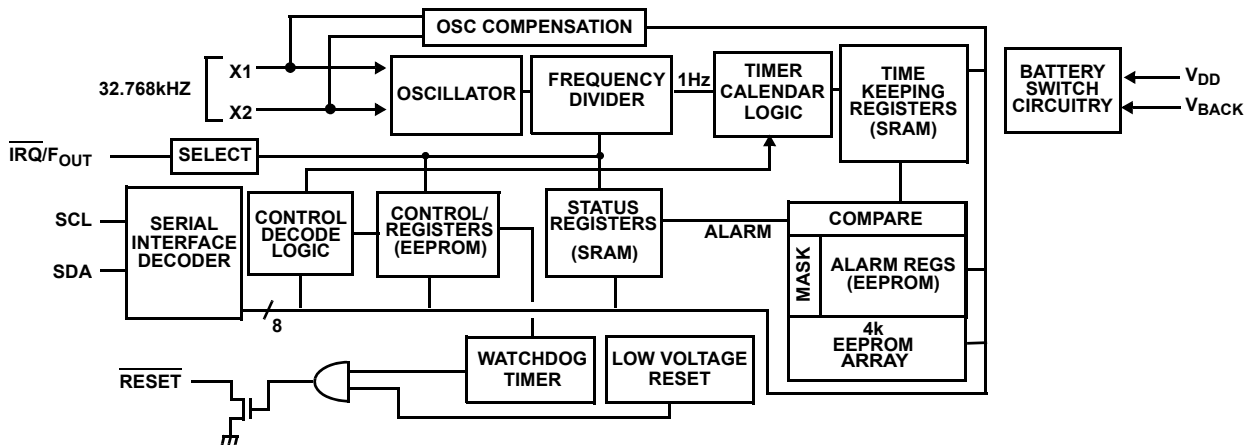 OSC COMPENSATION
32.768kHZ
X1
X2
OSCILLATOR
FREQUENCY
DIVIDER
1Hz
TIMER
CALENDAR
LOGIC
TIME
KEEPING
REGISTERS
(SRAM)
BATTERY
SWITCH
CIRCUITRY
VDD
VBACK
IRQ/FOUT
SELECT
SCL
SDA
SERIAL
INTERFACE
DECODER
CONTROL
DECODE
LOGIC
CONTROL/
REGISTERS
(EEPROM)
STATUS
REGISTERS
(SRAM)
ALARM
COMPARE
MASK
ALARM REGS
(EEPROM)
4k
EEPROM
ARRAY
8
WATCHDOG
TIMER
LOW VOLTAGE
RESET
RESET